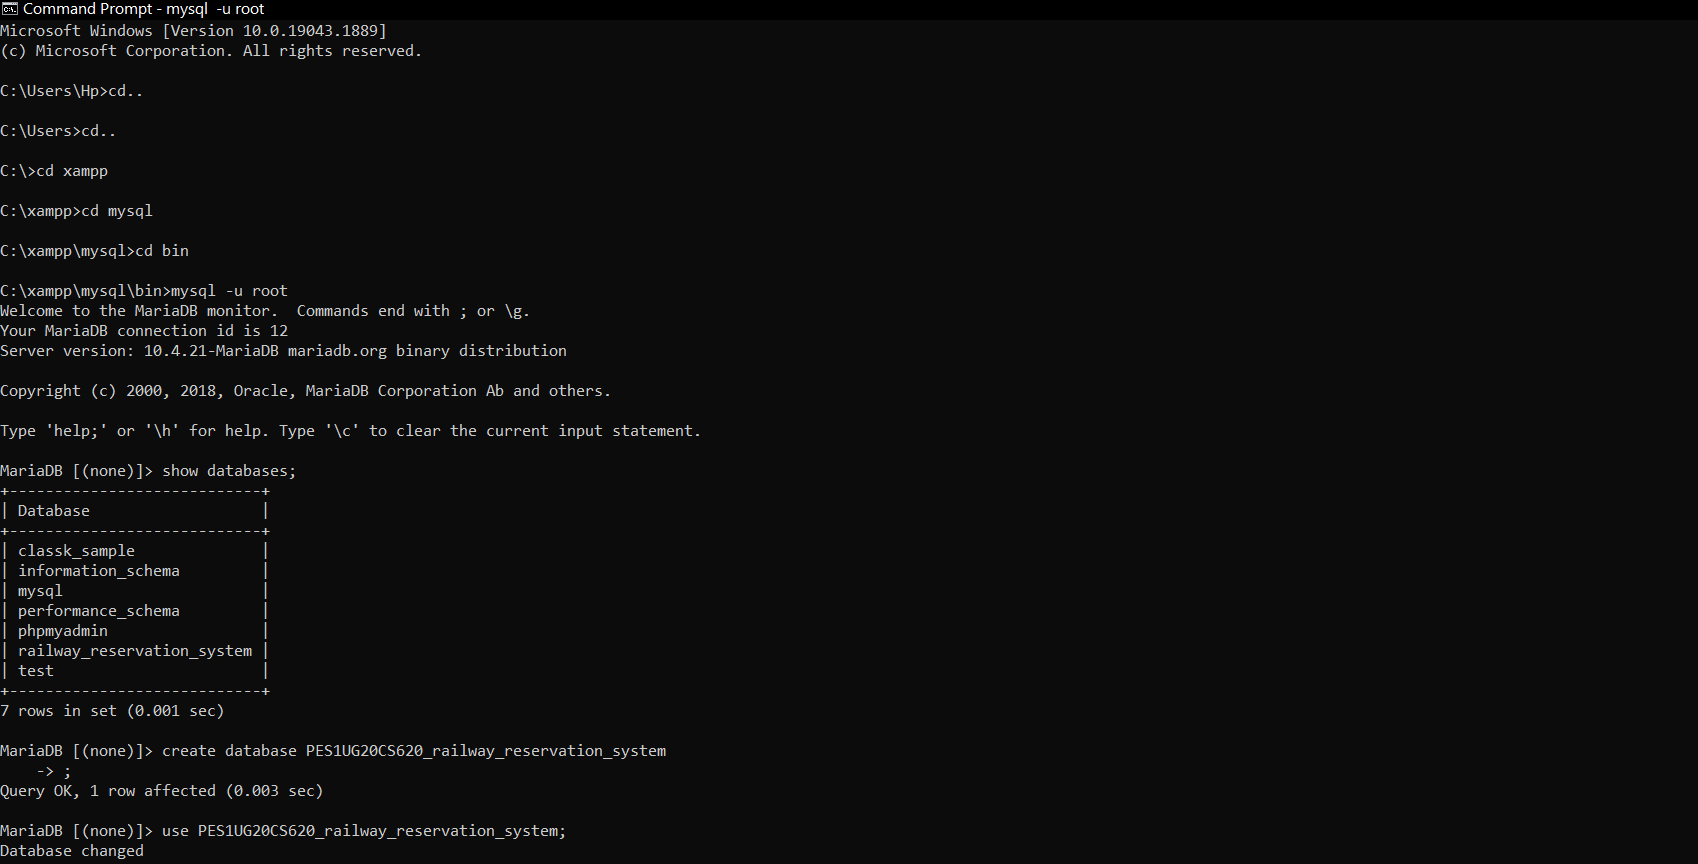 Command Prompt - mysql  -u root
Microsoft Windows [Version 10.0.19043.1889]
(c) Microsoft Corporation. All rights reserved.
C:\Users\Hp>cd..
C:\Users>cd..
C:\>cd xampp
C:\xampp>cd mysql
C:\xampp\mysql>cd bin
C:\xampp\mysql\bin>mysql -u root
Welcome to the MariaDB monitor.  Commands end with ; or \g.
Your MariaDB connection id is 12
Server version: 10.4.21-MariaDB mariadb.org binary distribution
Copyright (c) 2000, 2018, Oracle, MariaDB Corporation Ab and others.
Type 'help;' or '\h' for help. Type '\c' to clear the current input statement.
MariaDB [(none)]> show databases;
+----------------------------+
| Database                   |
+----------------------------+
| classk_sample              |
| information_schema         |
| mysql                      |
| performance_schema         |
| phpmyadmin                 |
| railway_reservation_system |
| test                       |
+----------------------------+
7 rows in set (0.001 sec)
MariaDB [(none)]> create database PES1UG20CS620_railway_reservation_system
    -> ;
Query OK, 1 row affected (0.003 sec)
MariaDB [(none)]> use PES1UG20CS620_railway_reservation_system;
Database changed